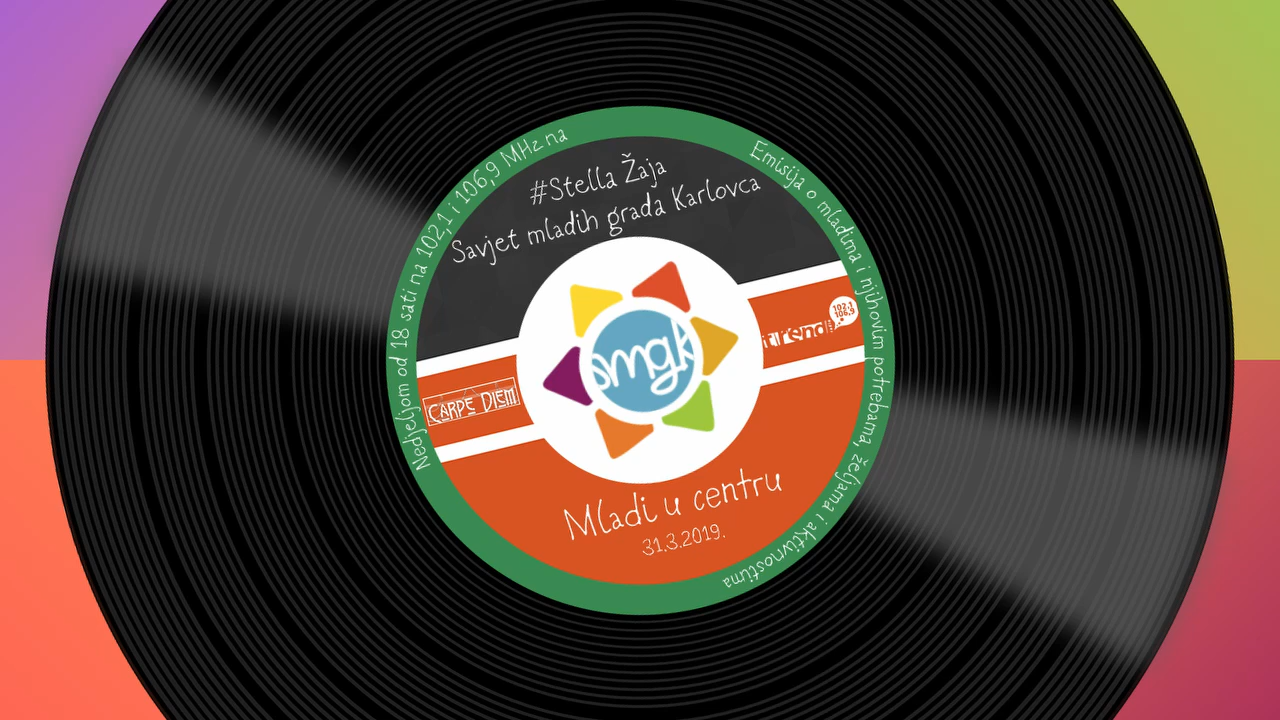 Nedjeljom od 18 sati na 102,1 i 106,9 MHz na
Emisija o mladima i njihovim potrebama, željama i aktivnostima
#Stella Žaja
Savjet mladih grada Karlovca
102.1
106.9
trend
smgk
CARPE DIEM
Mladi u centru
31.3.2019.